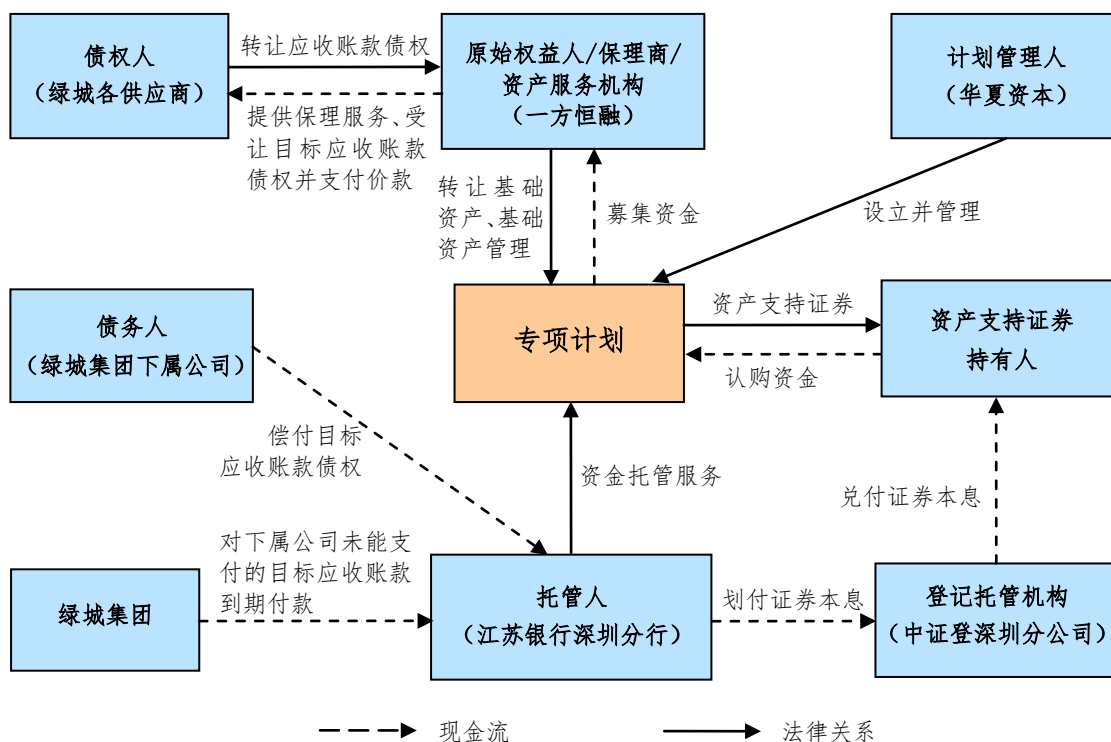 债权人
（绿城各供应商）
转让应收账款债权
提供保理服务、受
让目标应收账款
债权并支付价款
原始权益人/保理商/
资产服务机构
（一方恒融）
计划管理人
（华夏资本）
转让基础
资产、基础
资产管理
募集资金
设立并管理
债务人
（绿城集团下属公司）
专项计划
资产支持证券
认购资金
资产支持证券
持有人
偿付目标
应收账款债权
资金托管服务
兑付证券本息
绿城集团
对下属公司未能支
付的目标应收账款
到期付款
托管人
（江苏银行深圳分行）
划付证券本息
登记托管机构
（中证登深圳分公司）
现金流
法律关系